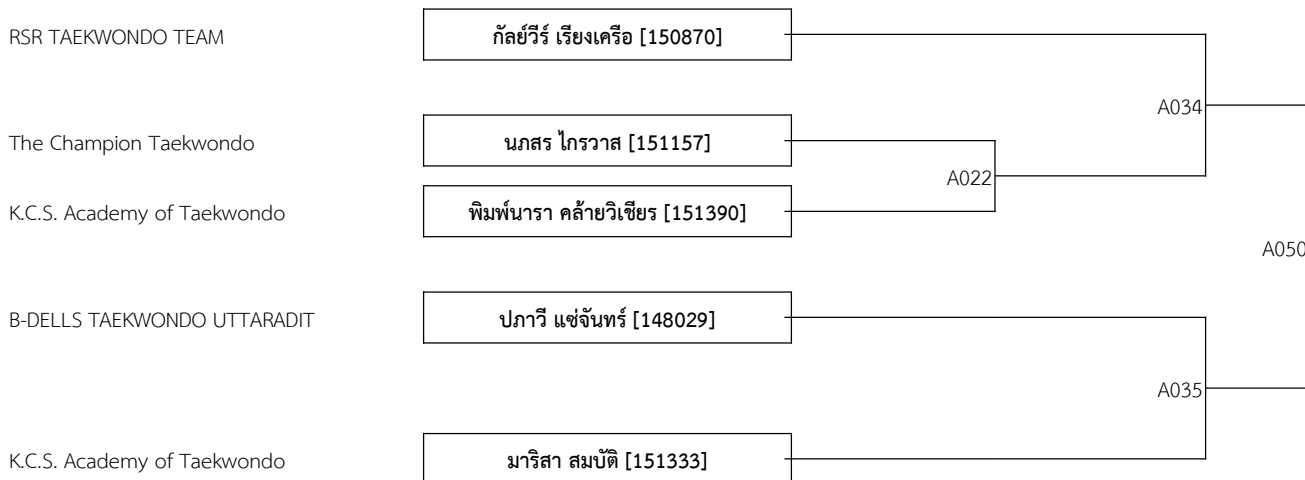 RSR TAEKWONDO TEAM กัลย์วีร์ เรียงเครือ [150870]
A034
The Champion Taekwondo นภสร ไกรวาส [151157]
A022
K.C.S. Academy of Taekwondo พิมพ์นารา คล้ายวิเชียร [151390]
A050
B-DELLS TAEKWONDO UTTARADIT ปภาวี แซ่จันทร์ [148029]
A035
K.C.S. Academy of Taekwondo มาริสา สมบัติ [151333]